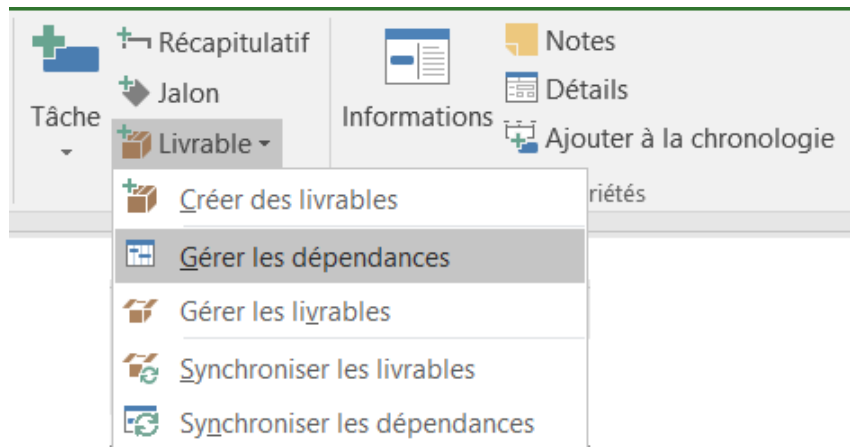 Tâche
Récapitulatif
Jalon
Livrable
Informations
Notes
Détails
Ajouter à la chronologie
riétés
Créer des livrables
Gérer les dépendances
Gérer les livrables
Synchroniser les livrables
Synchroniser les dépendances